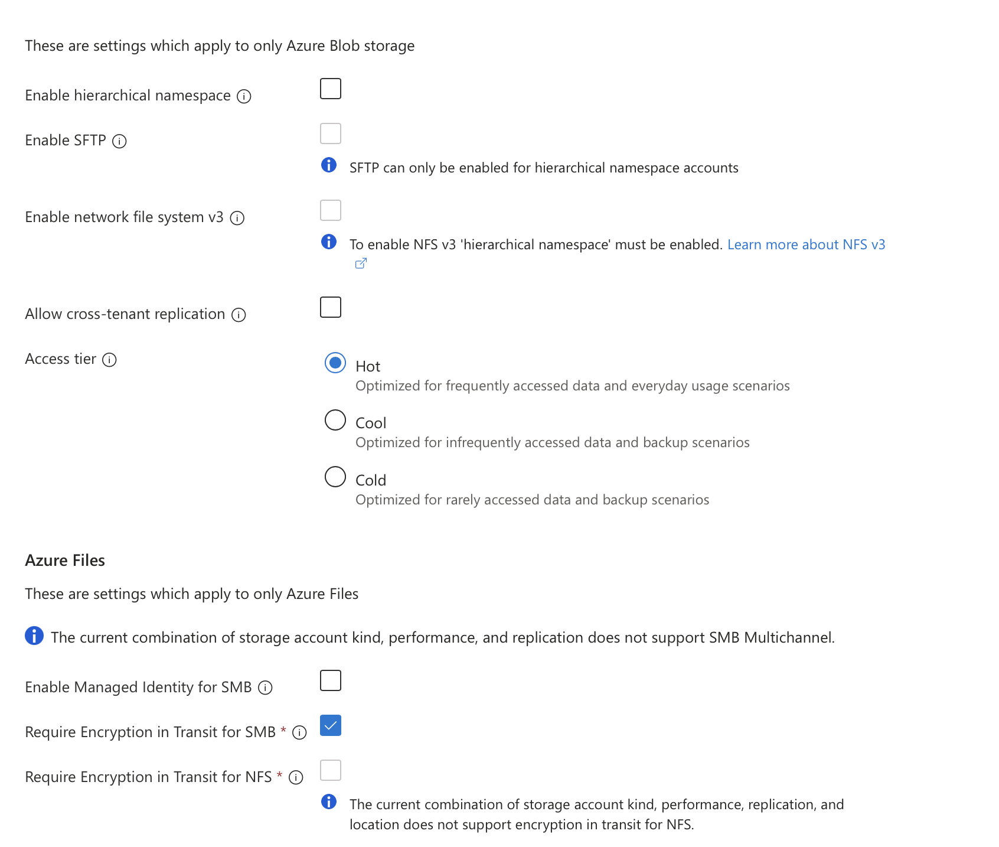 These are settings which apply to only Azure Blob storage
Enable hierarchical namespace
Enable SFTP
SFTP can only be enabled for hierarchical namespace accounts
Enable network file system v3
To enable NFS v3 'hierarchical namespace' must be enabled. Learn more about NFS v3
Allow cross-tenant replication
Access tier
Hot
Optimized for frequently accessed data and everyday usage scenarios
Cool
Optimized for infrequently accessed data and backup scenarios
Cold
Optimized for rarely accessed data and backup scenarios
Azure Files
These are settings which apply to only Azure Files
The current combination of storage account kind, performance, and replication does not support SMB Multichannel.
Enable Managed Identity for SMB
Require Encryption in Transit for SMB *
Require Encryption in Transit for NFS *
The current combination of storage account kind, performance, replication, and
location does not support encryption in transit for NFS.